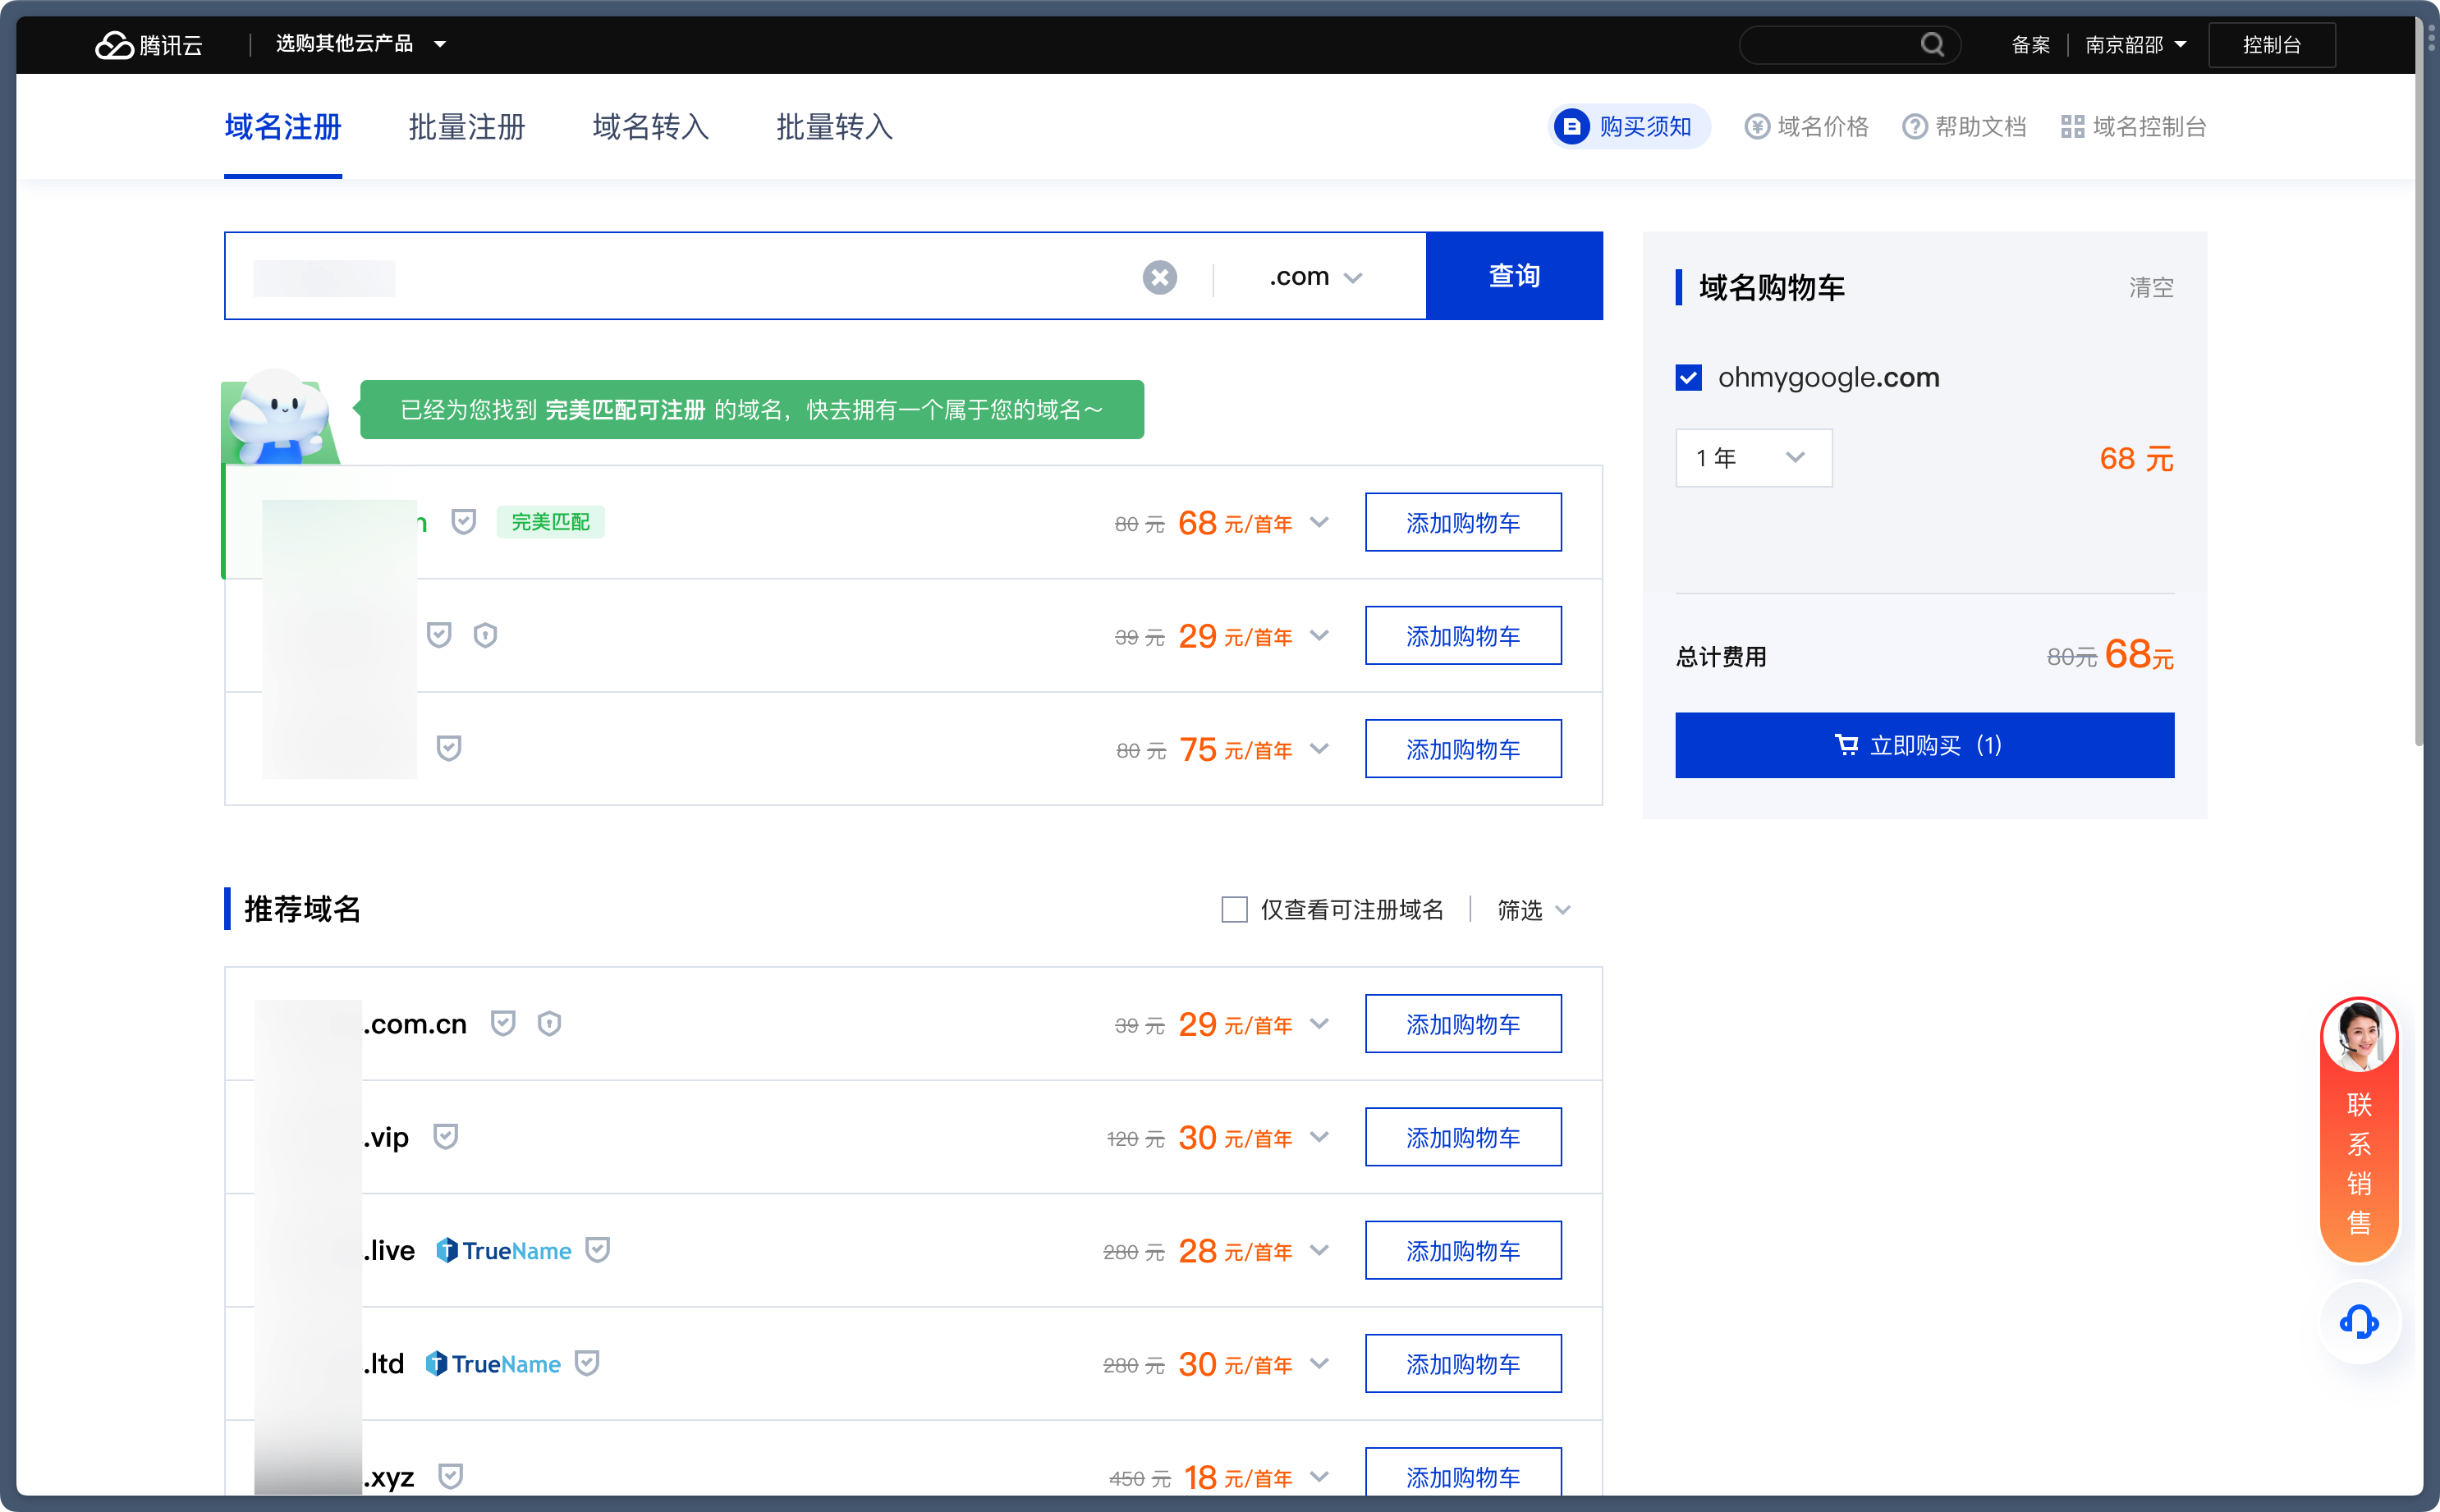 腾讯云 选购其他云产品 备案 南京韶邵 控制台
域名注册 批量注册 域名转入 批量转入 购买须知 域名价格 帮助文档 域名控制台
.com 查询
已经为您找到 完美匹配可注册 的域名，快去拥有一个属于您的域名～
完美匹配 80 元 68 元/首年 添加购物车
39 元 29 元/首年 添加购物车
80 元 75 元/首年 添加购物车
域名购物车 清空
ohmygoogle.com
1 年 68 元
总计费用 80元 68元
立即购买（1）
推荐域名 仅查看可注册域名 筛选
.com.cn 39 元 29 元/首年 添加购物车
.vip 120 元 30 元/首年 添加购物车
.live TrueName 280 元 28 元/首年 添加购物车
.ltd TrueName 280 元 30 元/首年 添加购物车
.xyz 450 元 18 元/首年 添加购物车
联系销售